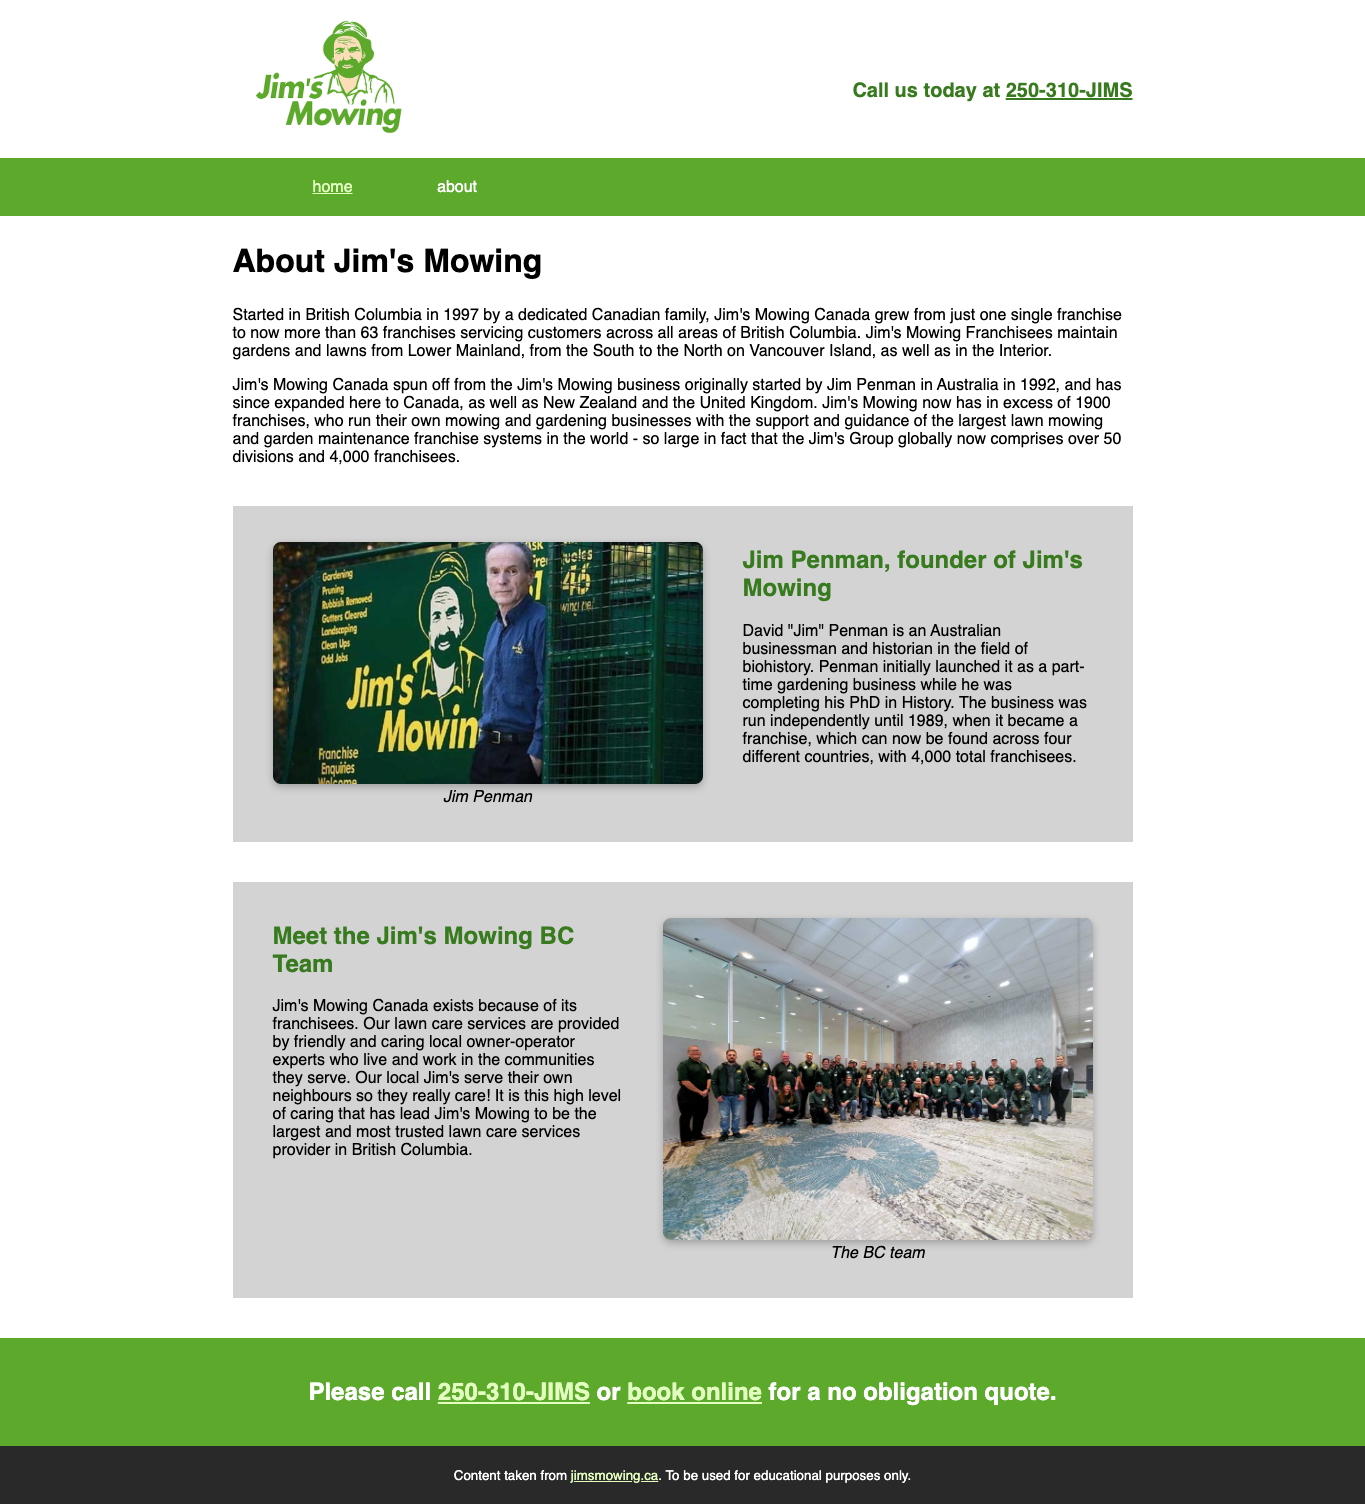 Jim's
Mowing
Call us today at 250-310-JIMS
home about
About Jim's Mowing
Started in British Columbia in 1997 by a dedicated Canadian family, Jim's Mowing Canada grew from just one single franchise
to now more than 63 franchises servicing customers across all areas of British Columbia. Jim's Mowing Franchisees maintain
gardens and lawns from Lower Mainland, from the South to the North on Vancouver Island, as well as in the Interior.
Jim's Mowing Canada spun off from the Jim's Mowing business originally started by Jim Penman in Australia in 1992, and has
since expanded here to Canada, as well as New Zealand and the United Kingdom. Jim's Mowing now has in excess of 1900
franchises, who run their own mowing and gardening businesses with the support and guidance of the largest lawn mowing
and garden maintenance franchise systems in the world - so large in fact that the Jim's Group globally now comprises over 50
divisions and 4,000 franchisees.
Gardening
Pruning
Rubbish Removed
Gutters Cleared
Landscaping
Clean Ups
Odd Jobs
Jim's
Mowin
Franchise
Enquiries
Welcome
Jim Penman
Jim Penman, founder of Jim's
Mowing
David "Jim" Penman is an Australian
businessman and historian in the field of
biohistory. Penman initially launched it as a part-
time gardening business while he was
completing his PhD in History. The business was
run independently until 1989, when it became a
franchise, which can now be found across four
different countries, with 4,000 total franchisees.
Meet the Jim's Mowing BC
Team
Jim's Mowing Canada exists because of its
franchisees. Our lawn care services are provided
by friendly and caring local owner-operator
experts who live and work in the communities
they serve. Our local Jim's serve their own
neighbours so they really care! It is this high level
of caring that has lead Jim's Mowing to be the
largest and most trusted lawn care services
provider in British Columbia.
The BC team
Please call 250-310-JIMS or book online for a no obligation quote.
Content taken from jimsmowing.ca. To be used for educational purposes only.